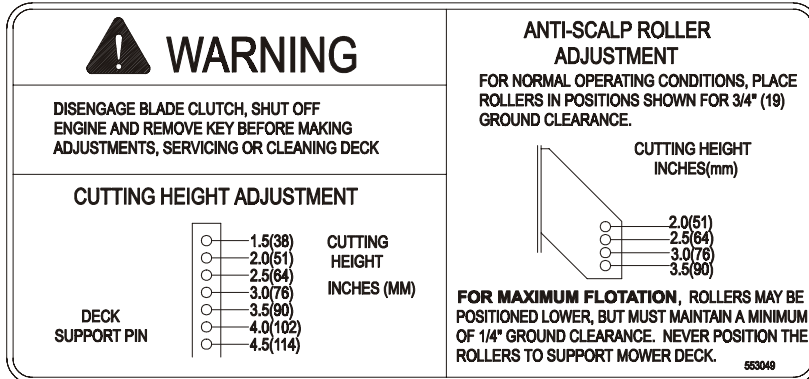 WARNING
DISENGAGE BLADE CLUTCH, SHUT OFF
ENGINE AND REMOVE KEY BEFORE MAKING
ADJUSTMENTS, SERVICING OR CLEANING DECK
CUTTING HEIGHT ADJUSTMENT
1.5(38)
2.0(51)
2.5(64)
3.0(76)
3.5(90)
4.0(102)
4.5(114)
CUTTING
HEIGHT
INCHES (MM)
DECK
SUPPORT PIN
ANTI-SCALP ROLLER
ADJUSTMENT
FOR NORMAL OPERATING CONDITIONS, PLACE
ROLLERS IN POSITIONS SHOWN FOR 3/4" (19)
GROUND CLEARANCE.
CUTTING HEIGHT
INCHES(mm)
2.0(51)
2.5(64)
3.0(76)
3.5(90)
FOR MAXIMUM FLOTATION, ROLLERS MAY BE
POSITIONED LOWER, BUT MUST MAINTAIN A MINIMUM
OF 1/4" GROUND CLEARANCE. NEVER POSITION THE
ROLLERS TO SUPPORT MOWER DECK.
553049